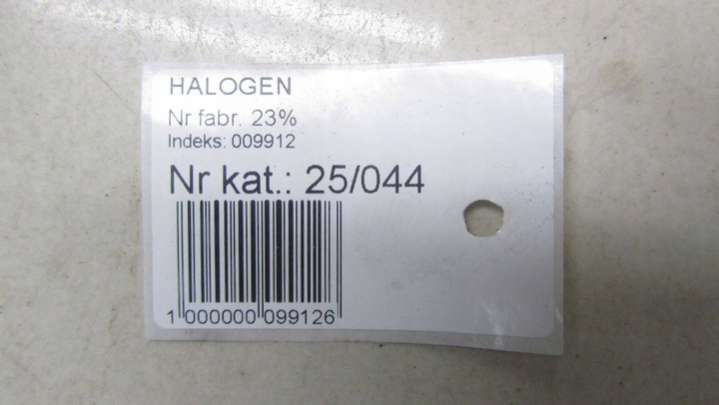 HALOGEN
Nr fabr. 23%
Indeks: 009912
Nr kat.: 25/044
1 000000 099126